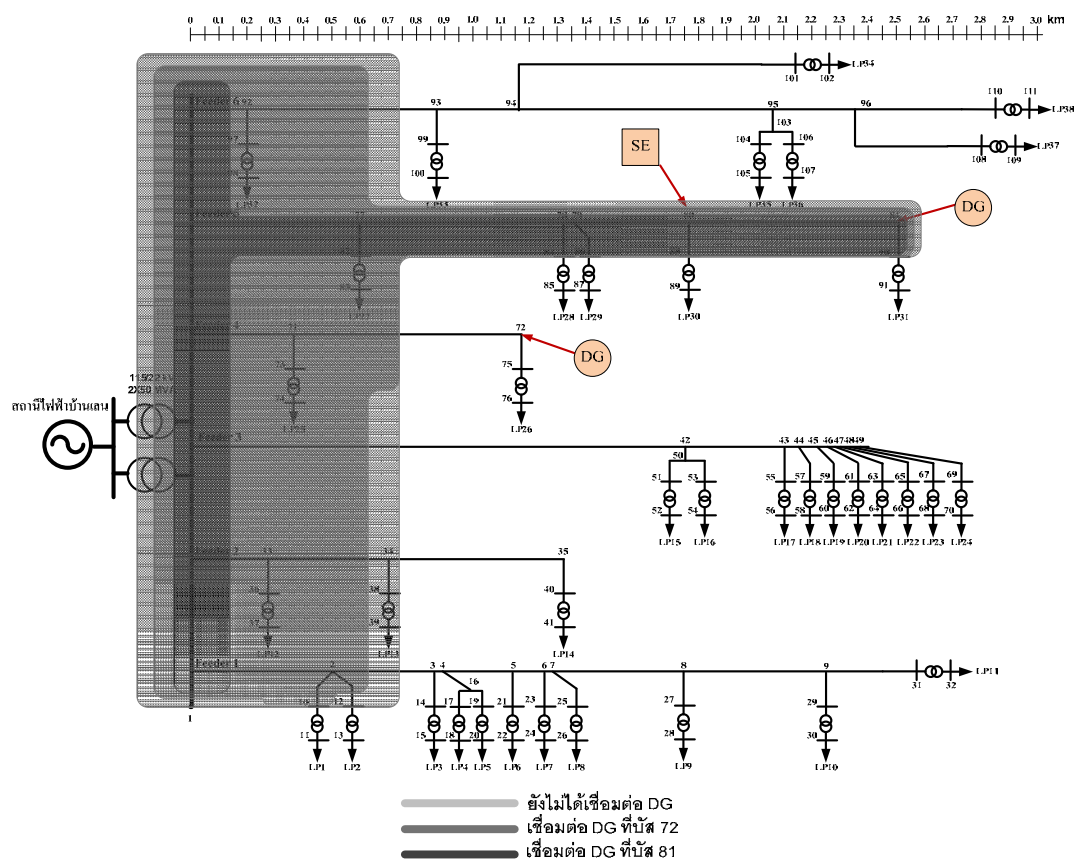 0 0.1 0.2 0.3 0.4 0.5 0.6 0.7 0.8 0.9 1.0 1.1 1.2 1.3 1.4 1.5 1.6 1.7 1.8 1.9 2.0 2.1 2.2 2.3 2.4 2.5 2.6 2.7 2.8 2.9 3.0 km
101 102 LP34
Feeder 6 92 93 94 95 96 110 111 LP38
103
SE 99 104 106 108 109 LP37
100 105 107
LP33 LP35 LP36
DG
89 91
85 87
LP28 LP29 LP30 LP31
72
DG
75
76
LP26
2X50 MVA
สถานีไฟฟ้าบ้านเลน
Feeder 3 42 43 44 45 46 47 48 49
50
51 53 55 57 59 61 63 65 67 69
52 54 56 58 60 62 64 66 68 70
LP15 LP16 LP17 LP18 LP19 LP20 LP21 LP22 LP23 LP24
Feeder 2 33 34 35
38 40
39 41
LP14
Feeder 1 2 3 4 5 6 7 8 9
16 31 32 LP11
12 14 17 19 21 23 25 27 29
11 13 15 18 20 22 24 26 28 30
1
LP1 LP2 LP3 LP4 LP5 LP6 LP7 LP8 LP9 LP10
ยังไม่ได้เชื่อมต่อ DG
เชื่อมต่อ DG ที่บัส 72
เชื่อมต่อ DG ที่บัส 81